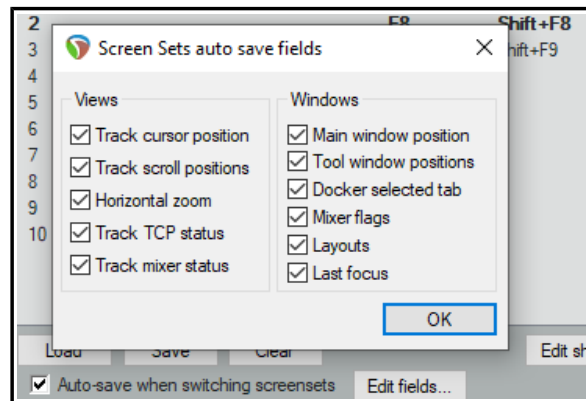 2 F8 Shift+F8
3 hift+F9
4
5
6
7
8
9
10
Screen Sets auto save fields
Views
Track cursor position
Track scroll positions
Horizontal zoom
Track TCP status
Track mixer status
Windows
Main window position
Tool window positions
Docker selected tab
Mixer flags
Layouts
Last focus
OK
Load Save Clear Edit sh
Auto-save when switching screensets Edit fields...